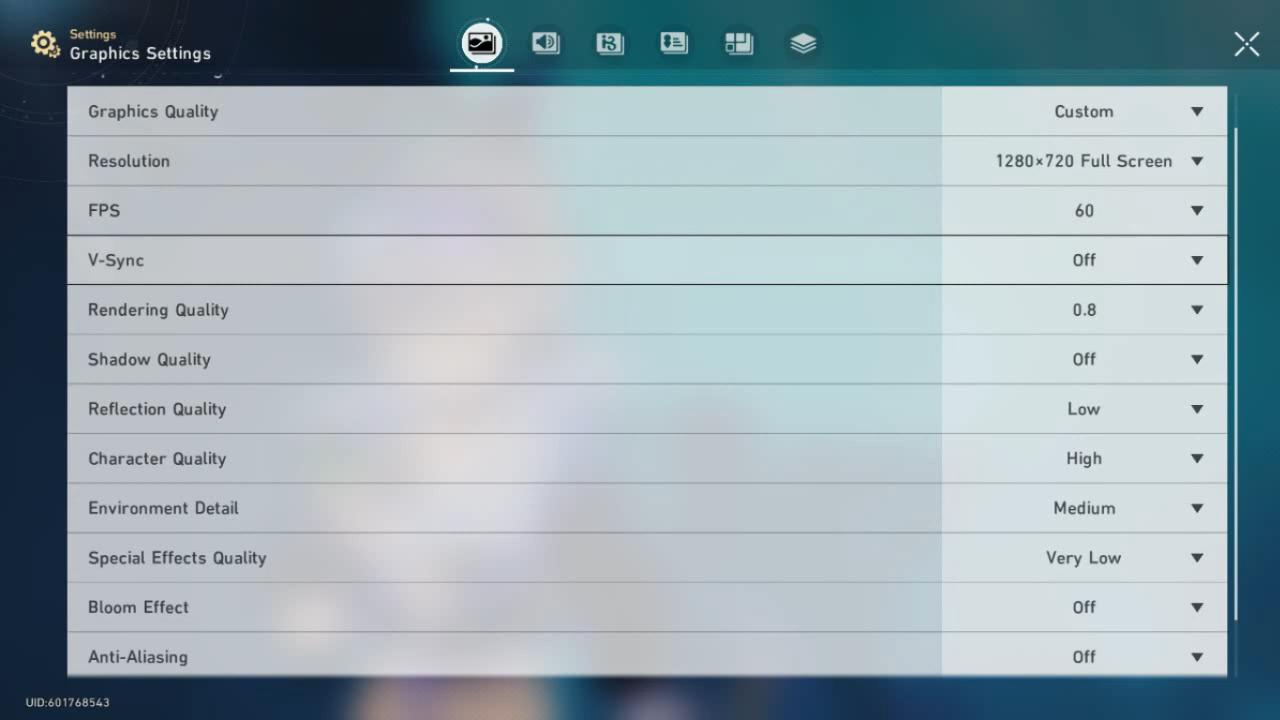 Settings
Graphics Settings
Graphics Quality Custom
Resolution 1280×720 Full Screen
FPS 60
V-Sync Off
Rendering Quality 0.8
Shadow Quality Off
Reflection Quality Low
Character Quality High
Environment Detail Medium
Special Effects Quality Very Low
Bloom Effect Off
Anti-Aliasing Off
UID:601768543